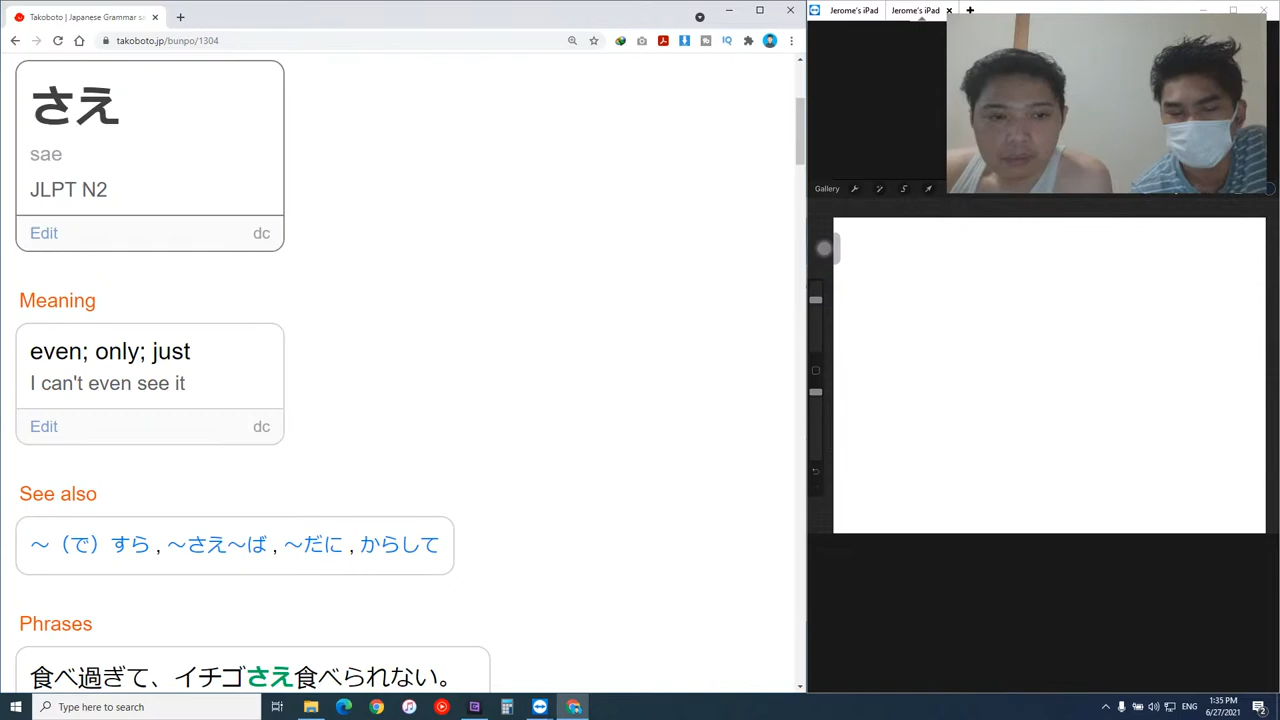 Takoboto | Japanese Grammar sa
takoboto.jp/bunpo/1304
さえ
sae
JLPT N2
Edit
dc
Meaning
even; only; just
I can't even see it
Edit
dc
See also
～（で）すら , ～さえ～ば , ～だに , からして
Phrases
食べ過ぎて、イチゴさえ食べられない。
Jerome's iPad
Jerome's iPad
Gallery
Type here to search
ENG
1:35 PM
6/27/2021